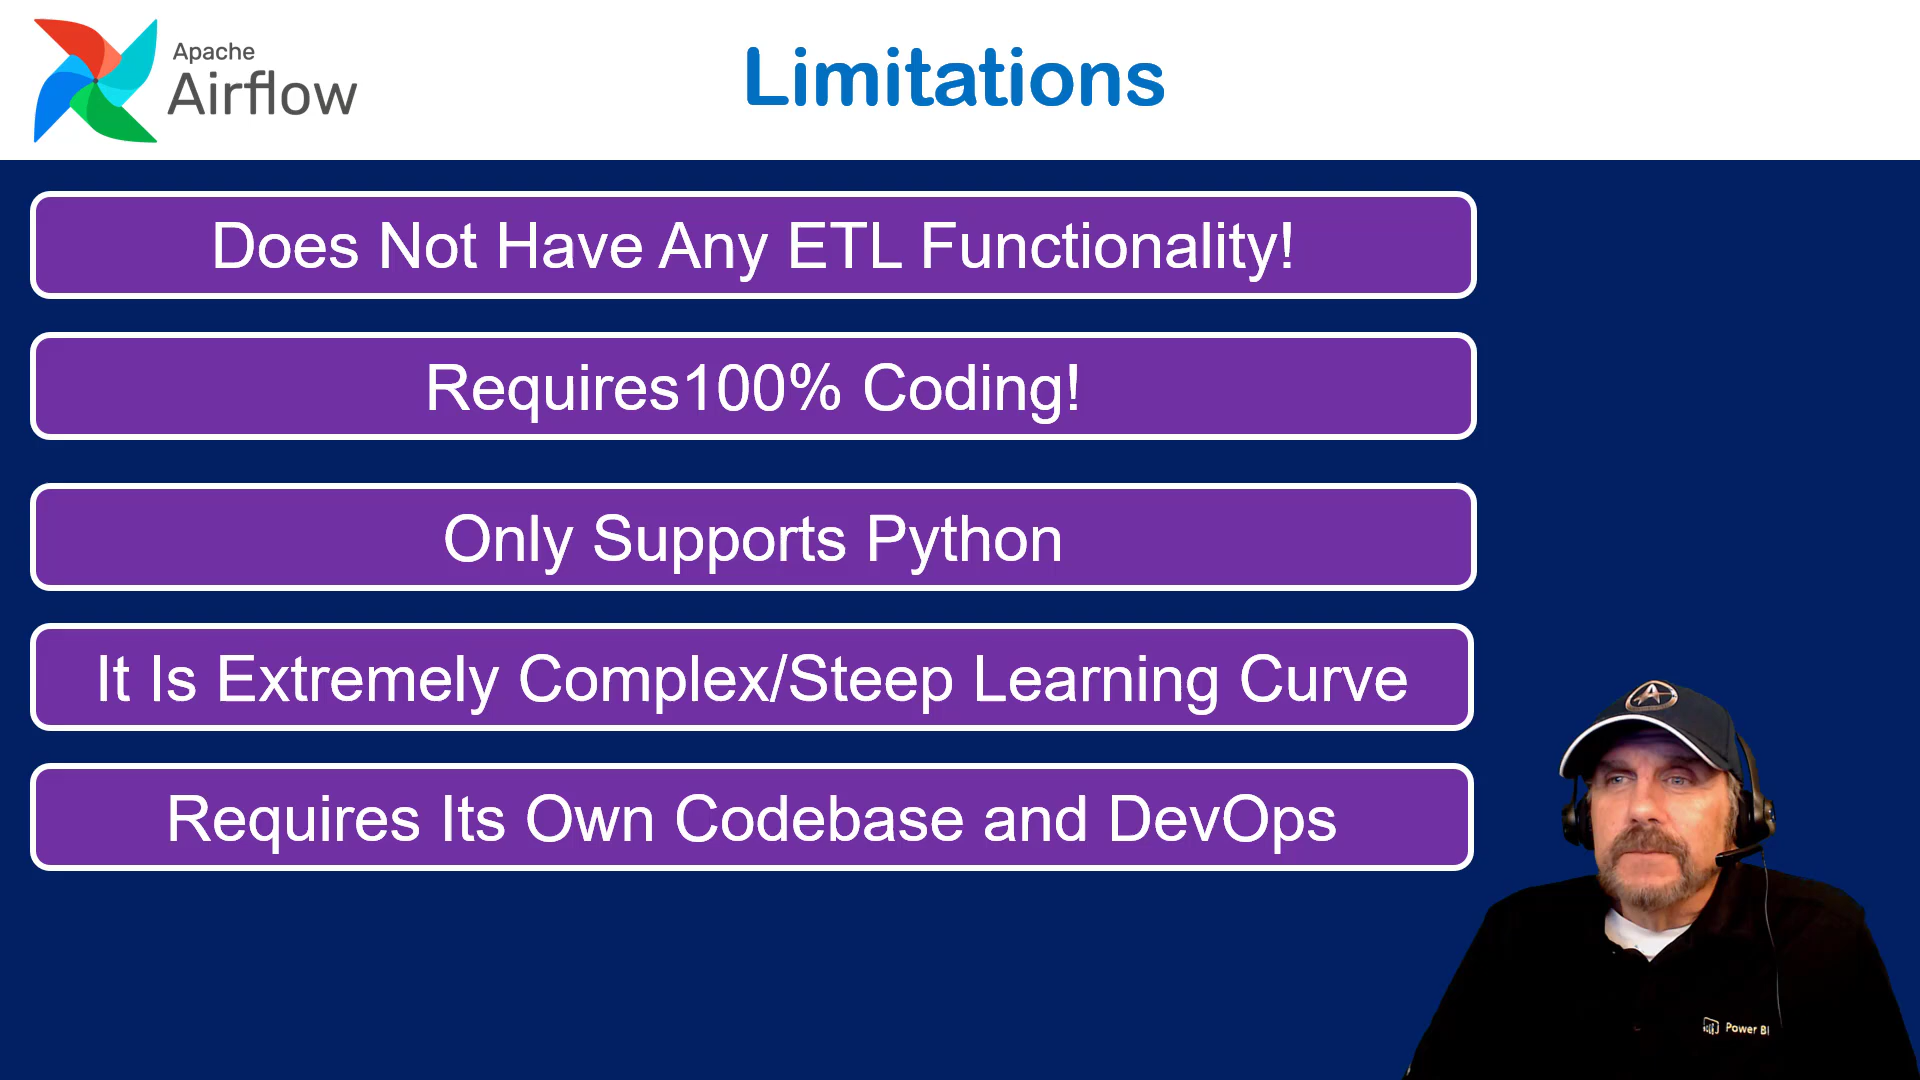 Apache
Airflow
Limitations
Does Not Have Any ETL Functionality!
Requires100% Coding!
Only Supports Python
It Is Extremely Complex/Steep Learning Curve
Requires Its Own Codebase and DevOps
Power BI